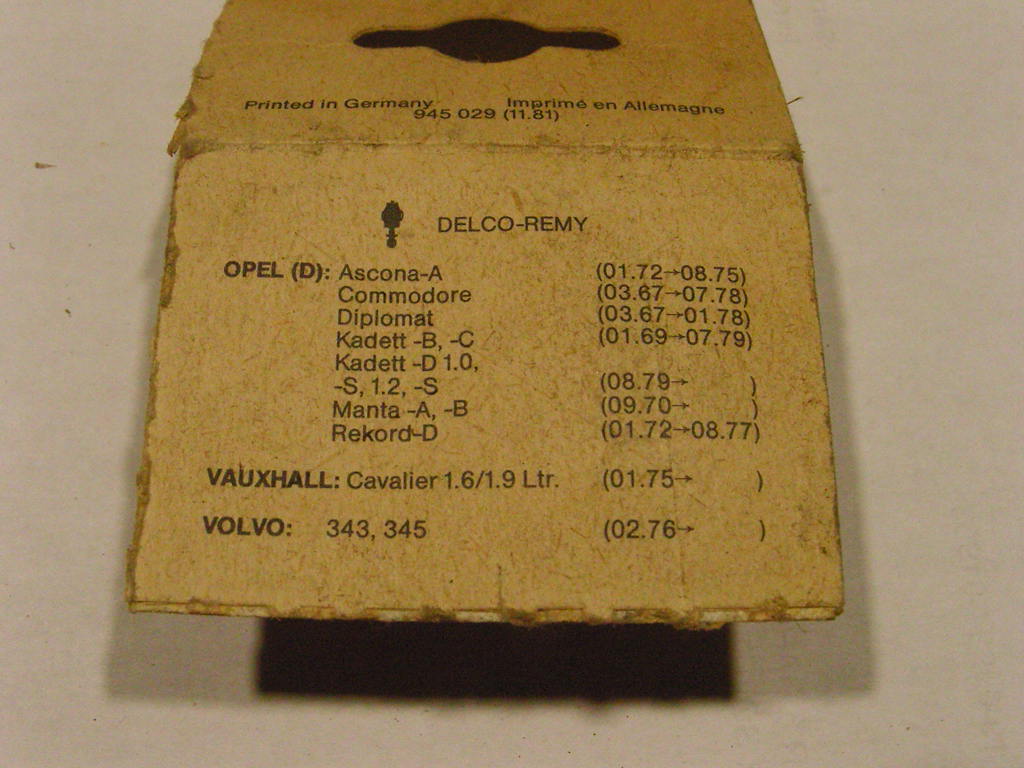 Printed in Germany Imprimé en Allemagne
945 029 (11.81)
DELCO-REMY
OPEL (D): Ascona-A (01.72→08.75)
Commodore (03.67→07.78)
Diplomat (03.67→01.78)
Kadett -B, -C (01.69→07.79)
Kadett -D 1.0,
-S, 1.2, -S (08.79→ )
Manta -A, -B (09.70→ )
Rekord-D (01.72→08.77)
VAUXHALL: Cavalier 1.6/1.9 Ltr. (01.75→ )
VOLVO: 343, 345 (02.76→ )